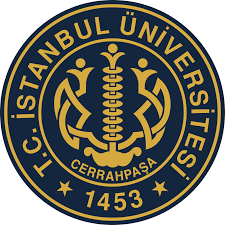 T.C. İSTANBUL ÜNİVERSİTESİ
CERRAHPAŞA
1453